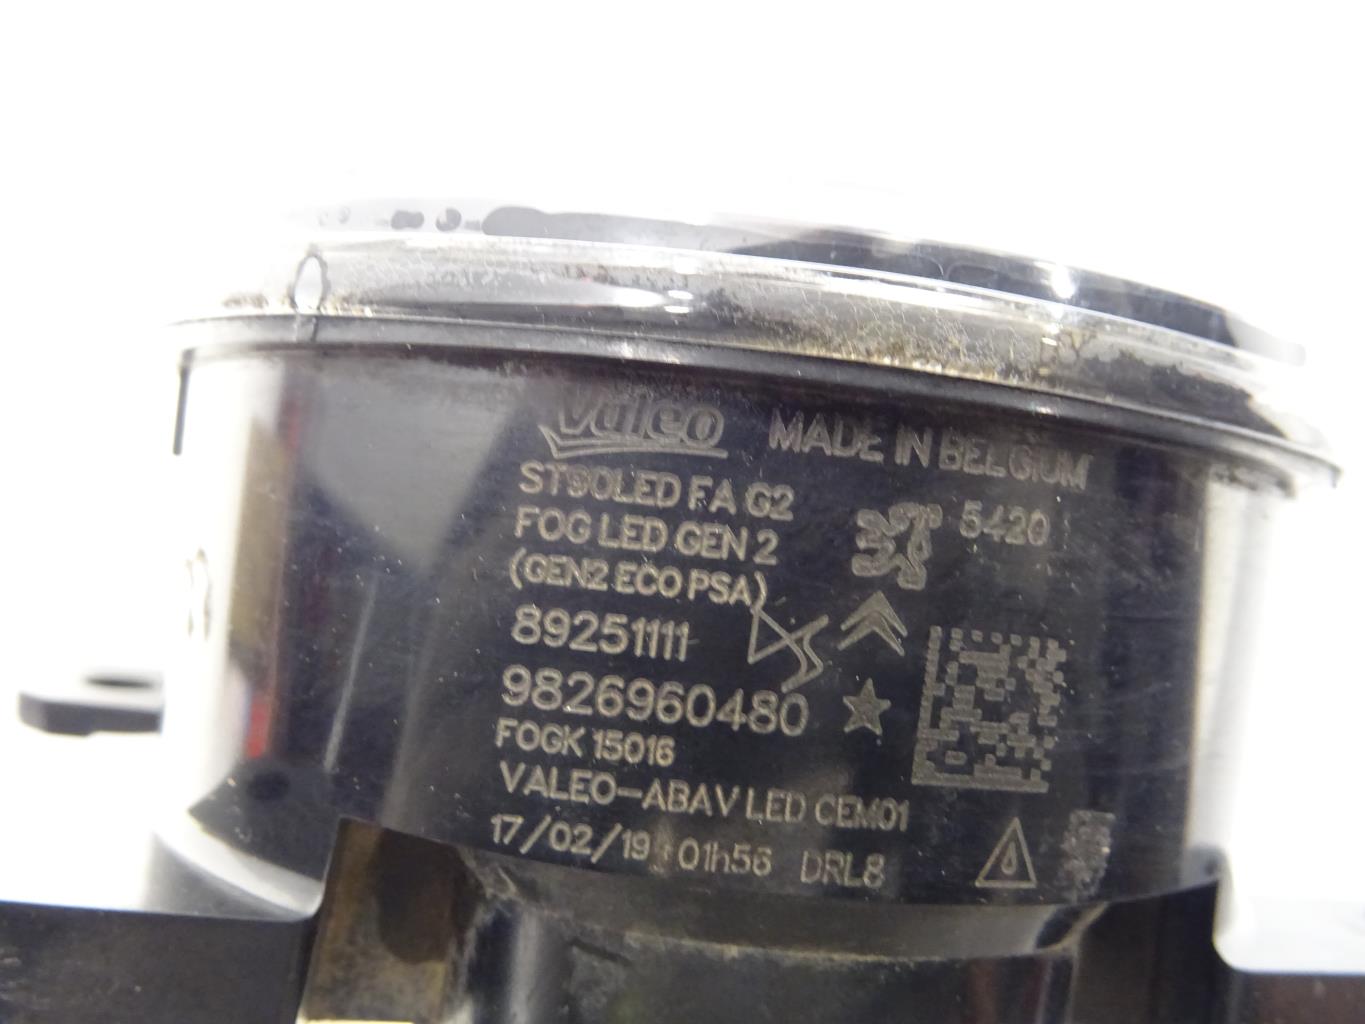 Valeo MADE IN BELGIUM
ST90LED F.A G2
5420
FOG LED GEN 2
(GEN2 ECO PSA)
89251111
9826960480
FOGK 15016
VALEO-ABAV LED CEM01
17/02/19 01h56 DRL8